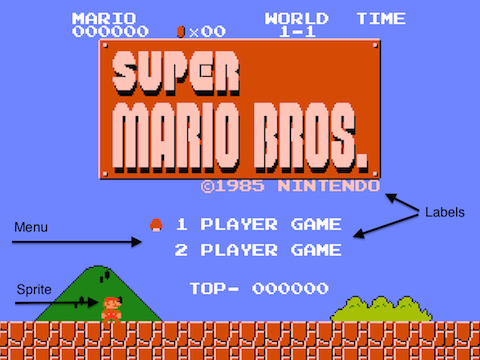 MARIO WORLD TIME
000000 ×00 1-1
SUPER
MARIO BROS.
©1985 NINTENDO
Labels
1 PLAYER GAME
Menu
2 PLAYER GAME
Sprite
TOP- 000000